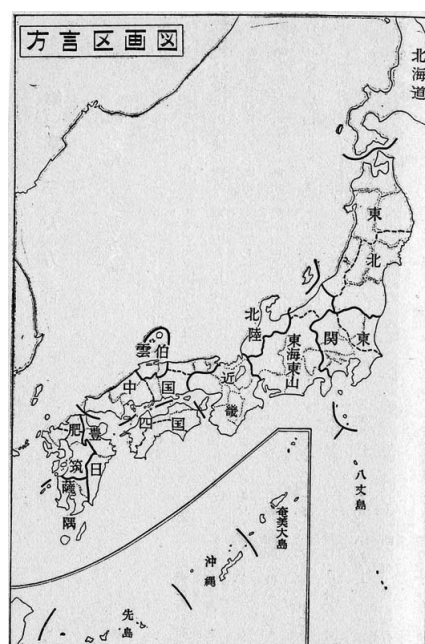 方言区画図
北海道
東北
北陸
関東
東海東山
雲伯
近畿
中国
四国
肥筑
豊日
薩隅
八丈島
奄美大島
沖縄
先島